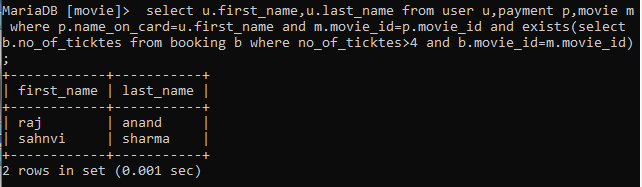 MariaDB [movie]>  select u.first_name,u.last_name from user u,payment p,movie m
 where p.name_on_card=u.first_name and m.movie_id=p.movie_id and exists(select
b.no_of_ticktes from booking b where no_of_ticktes>4 and b.movie_id=m.movie_id)
;
+------------+-----------+
| first_name | last_name |
+------------+-----------+
| raj        | anand     |
| sahnvi     | sharma    |
+------------+-----------+
2 rows in set (0.001 sec)